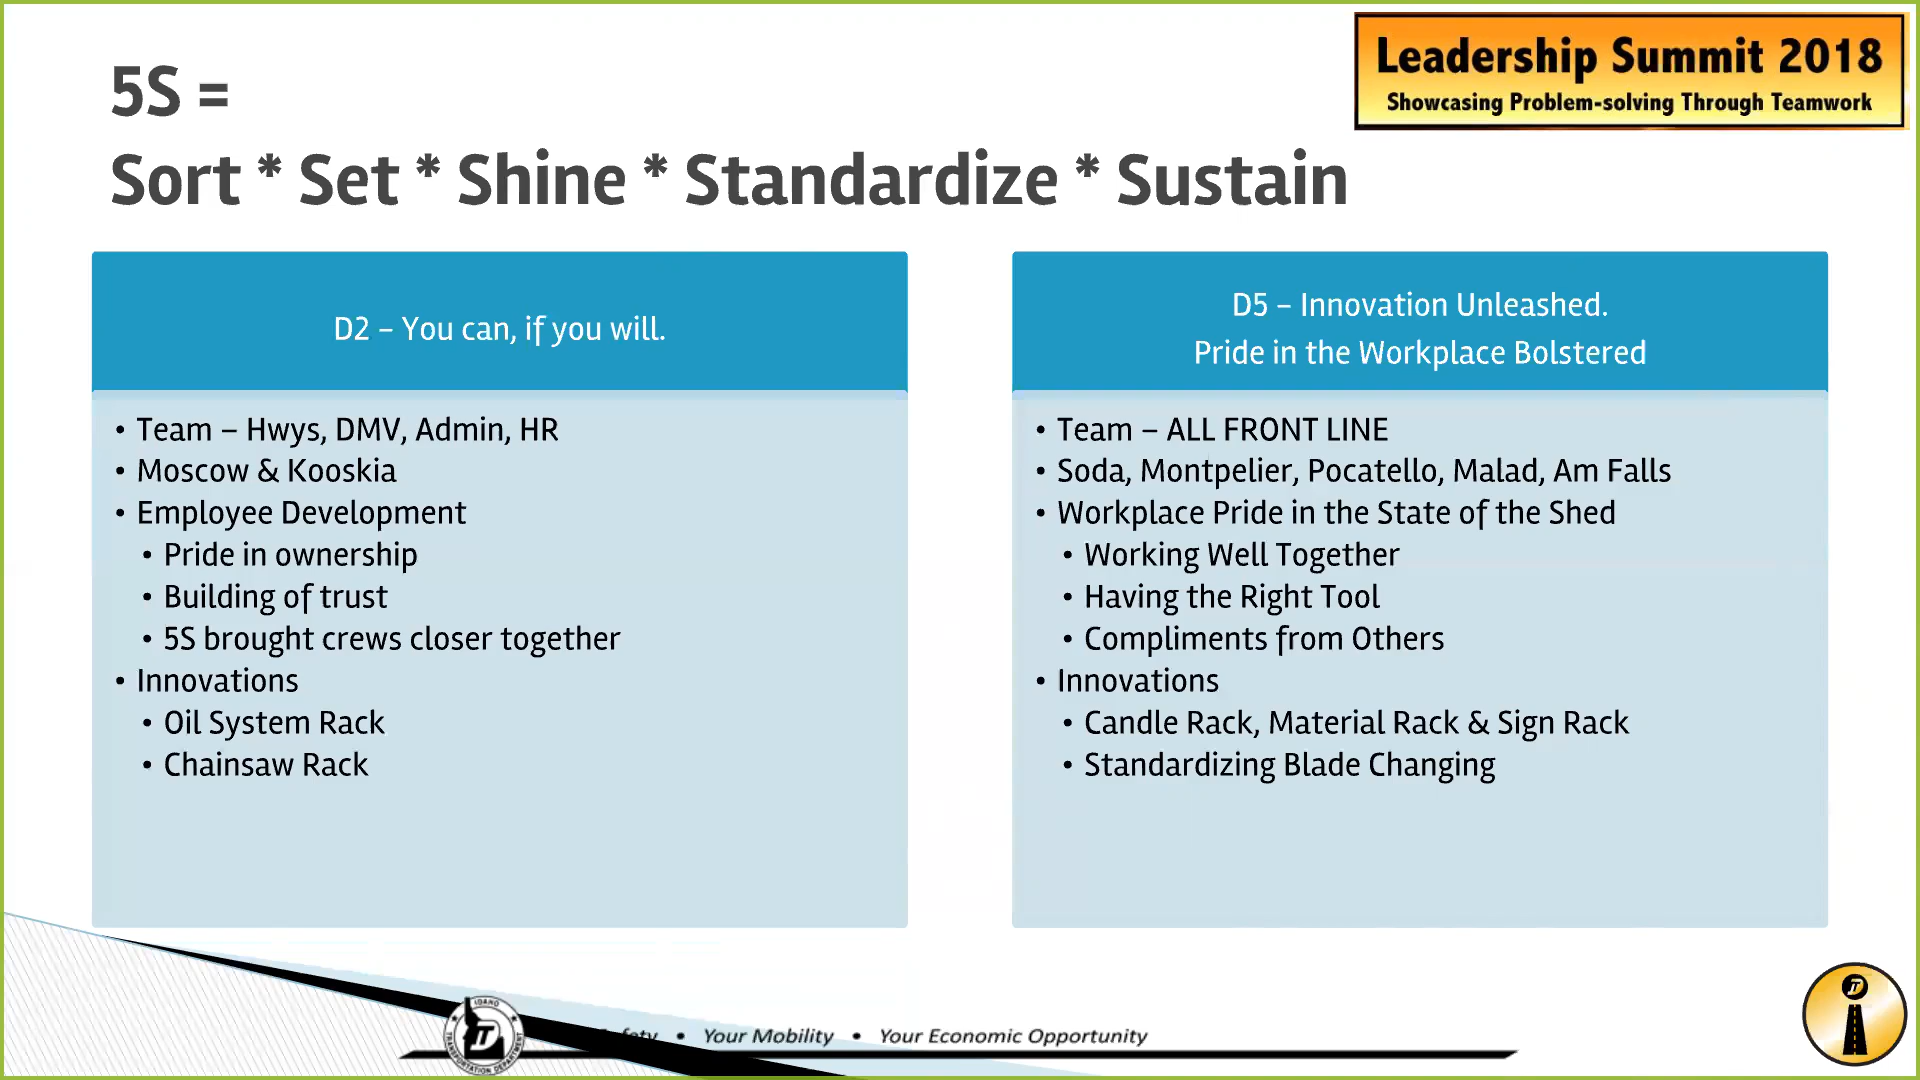 Leadership Summit 2018
Showcasing Problem-solving Through Teamwork
5S =
Sort * Set * Shine * Standardize * Sustain
D2 – You can, if you will.
• Team – Hwys, DMV, Admin, HR
• Moscow & Kooskia
• Employee Development
• Pride in ownership
• Building of trust
• 5S brought crews closer together
• Innovations
• Oil System Rack
• Chainsaw Rack
D5 – Innovation Unleashed.
Pride in the Workplace Bolstered
• Team – ALL FRONT LINE
• Soda, Montpelier, Pocatello, Malad, Am Falls
• Workplace Pride in the State of the Shed
• Working Well Together
• Having the Right Tool
• Compliments from Others
• Innovations
• Candle Rack, Material Rack & Sign Rack
• Standardizing Blade Changing
IDAHO
TRANSPORTATION DEPARTMENT
• Your Mobility • Your Economic Opportunity